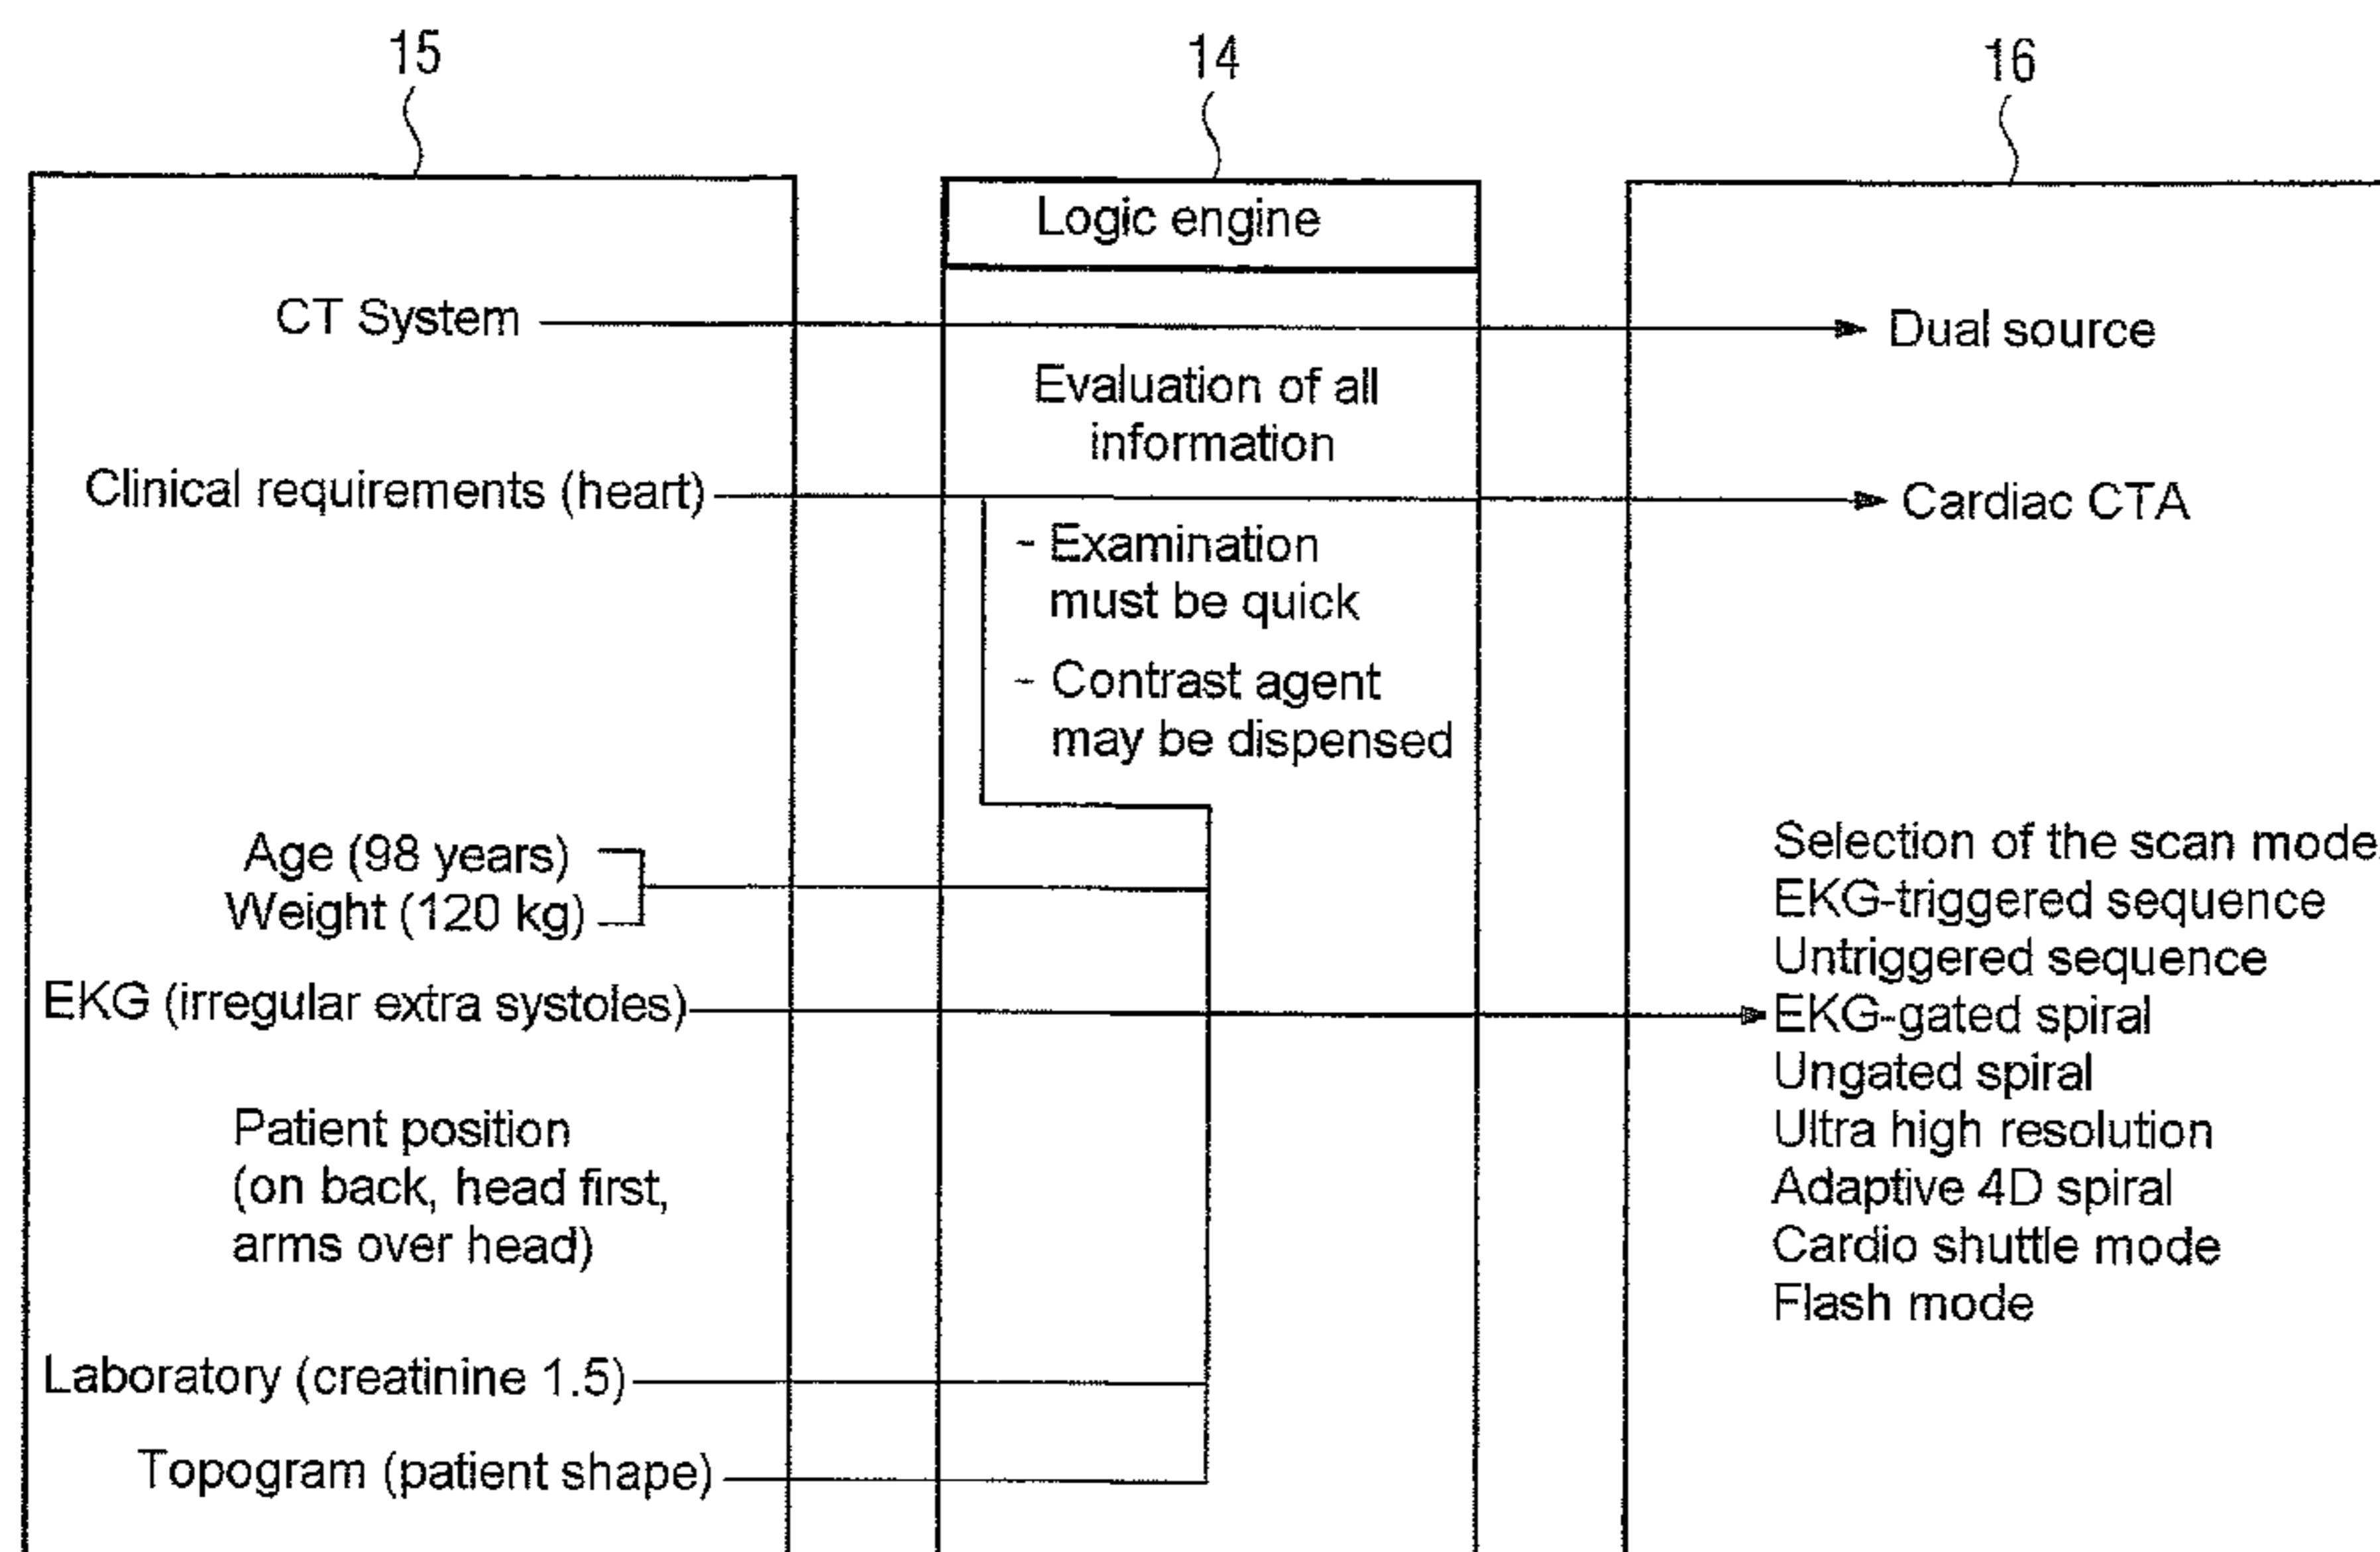 15
14
16
Logic engine
CT System
Dual source
Evaluation of all
information
Clinical requirements (heart)
Cardiac CTA
- Examination
must be quick
- Contrast agent
may be dispensed
Age (98 years)
Weight (120 kg)
EKG (irregular extra systoles)
Patient position
(on back, head first,
arms over head)
Laboratory (creatinine 1.5)
Topogram (patient shape)
Selection of the scan mode
EKG-triggered sequence
Untriggered sequence
EKG-gated spiral
Ungated spiral
Ultra high resolution
Adaptive 4D spiral
Cardio shuttle mode
Flash mode